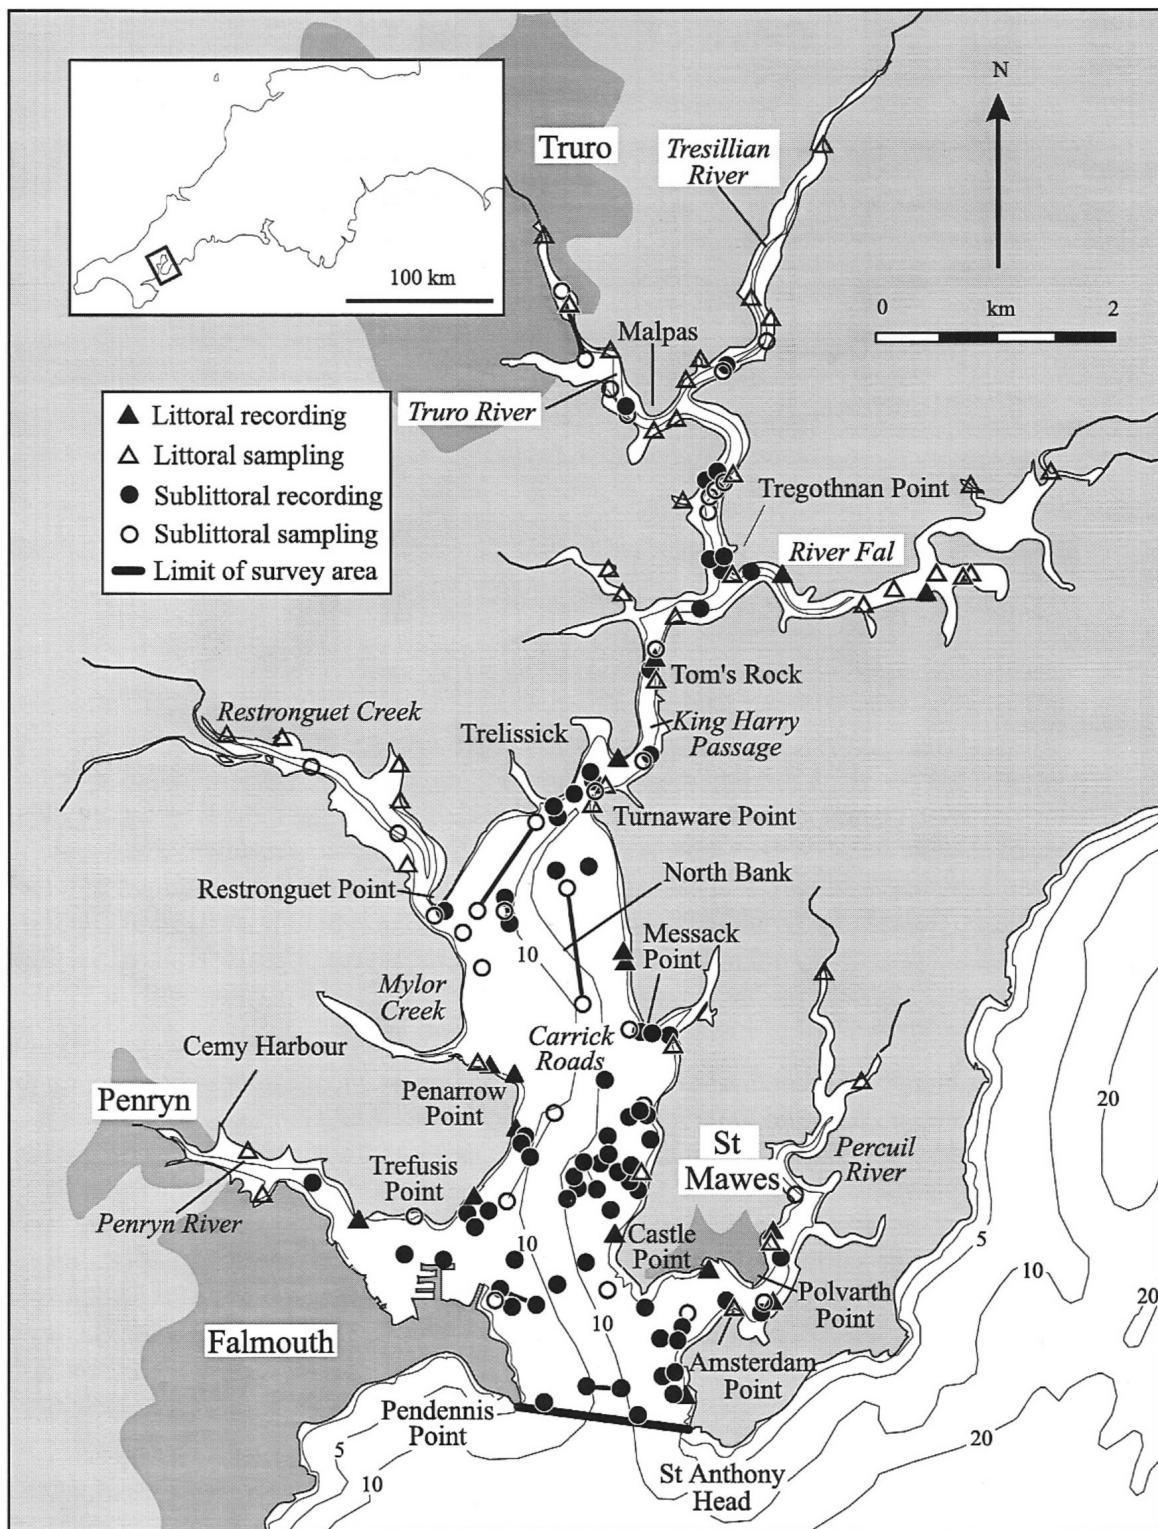 N
100 km
Truro
Tresillian
River
0 km 2
Malpas
Truro River
Littoral recording
Littoral sampling
Sublittoral recording
Sublittoral sampling
Limit of survey area
Tregothnan Point
River Fal
Tom's Rock
King Harry
Passage
Restronguet Creek
Trelissick
Turnaware Point
North Bank
Restronguet Point
10
Messack
Point
Mylor
Creek
Carrick
Roads
Cemy Harbour
Penarrow
Point
Penryn
St
Mawes
Percuil
River
Trefusis
Point
Penryn River
Castle
Point
10
10
Polvarth
Point
Falmouth
Amsterdam
Point
Pendennis
Point
5
10
St Anthony
Head
20
5
10
20
20
10